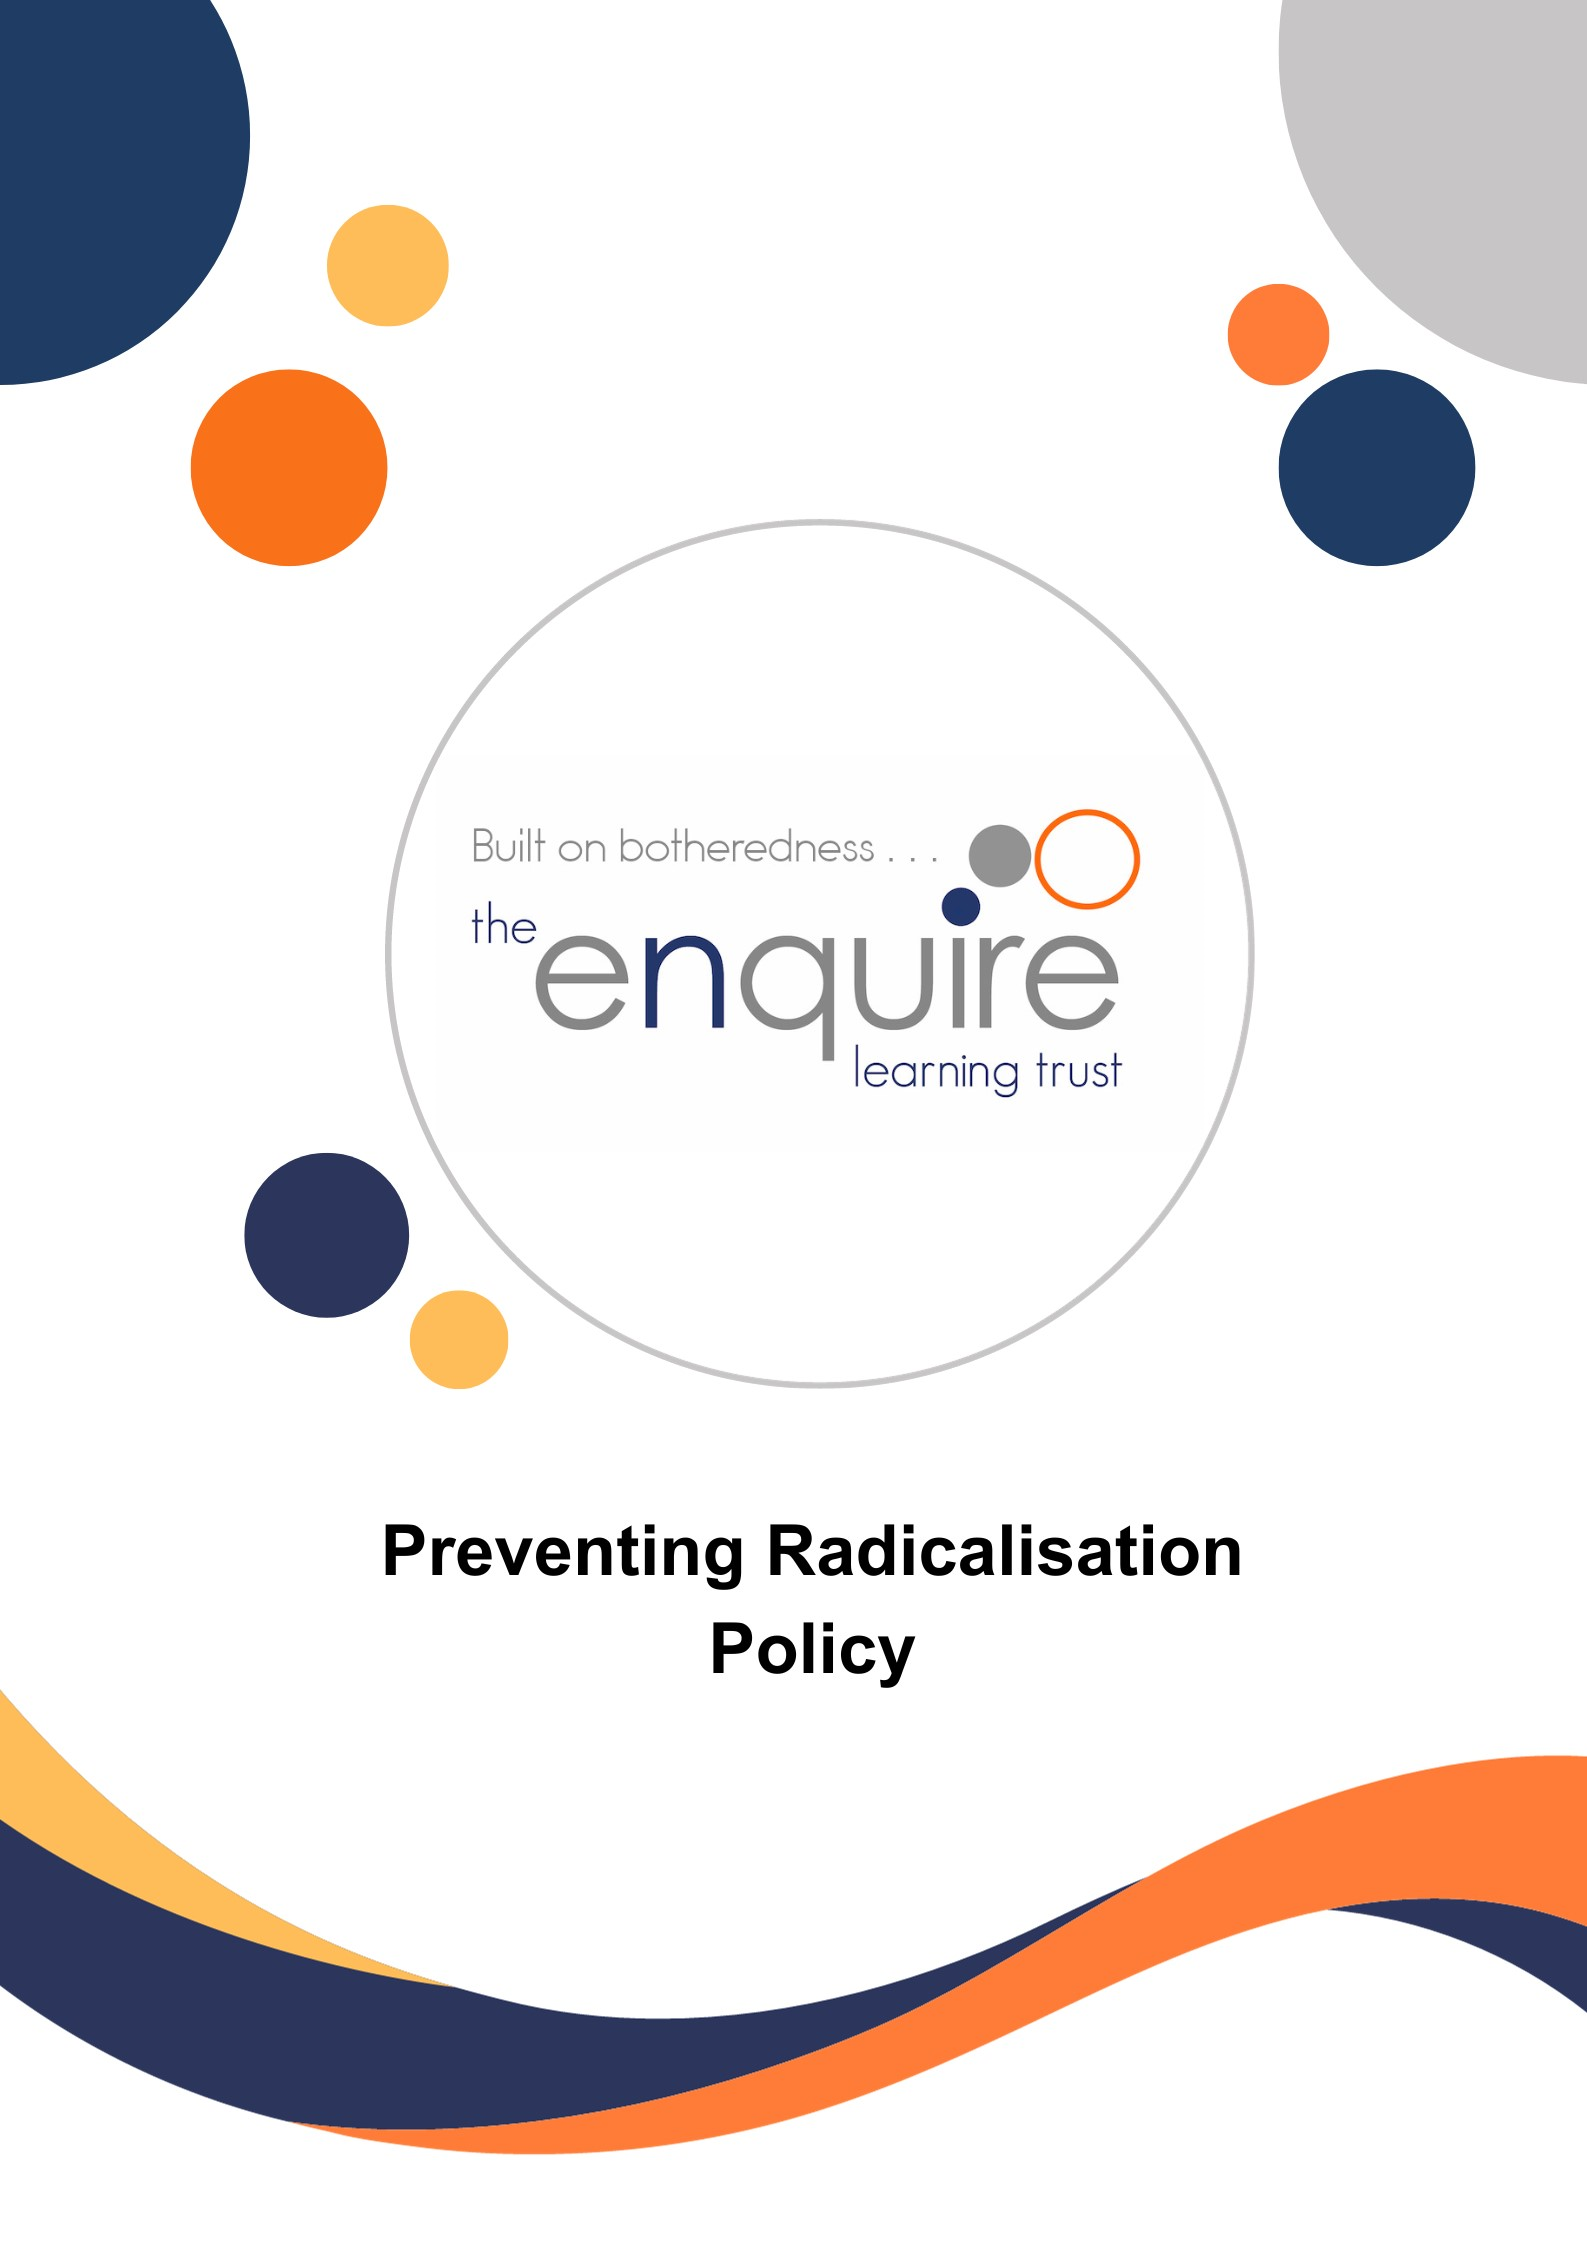 Built on botheredness . . .
the
enquire
learning trust
Preventing Radicalisation
Policy